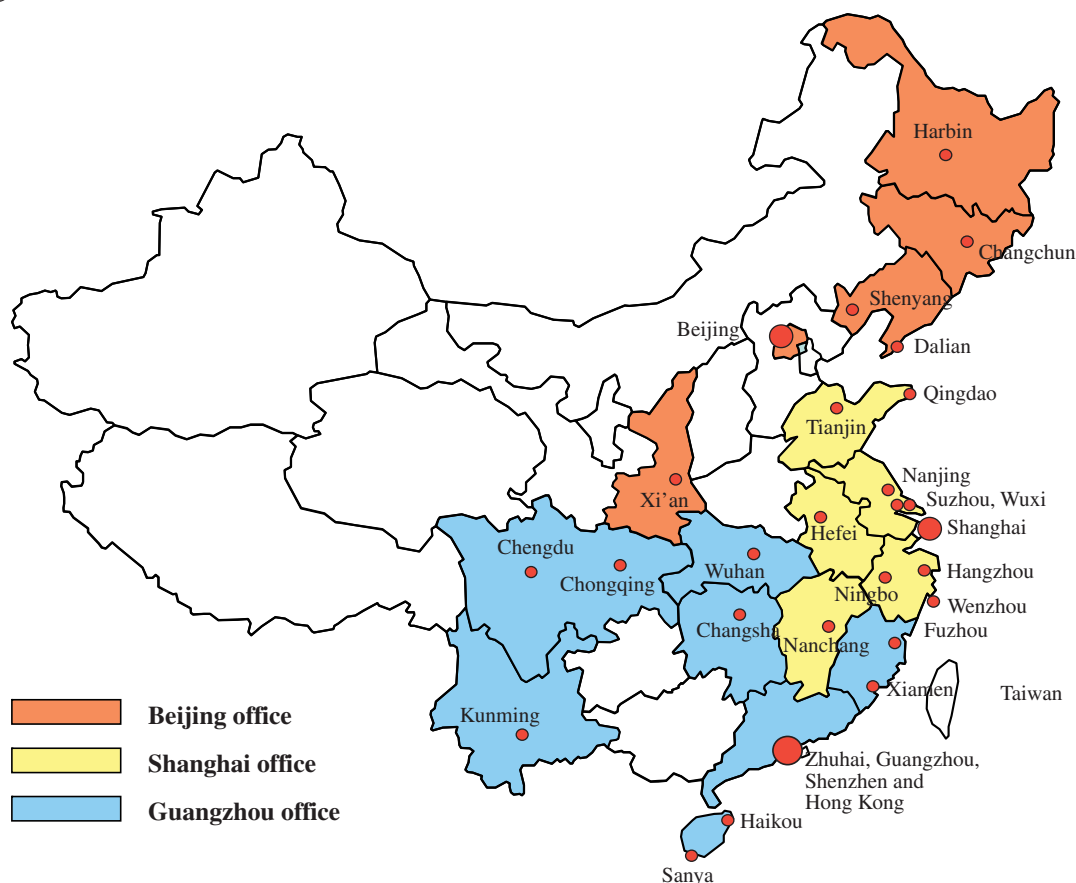 Harbin
Changchun
Shenyang
Beijing
Dalian
Qingdao
Tianjin
Nanjing
Suzhou, Wuxi
Xi’an
Hefei
Shanghai
Chengdu
Chongqing
Wuhan
Hangzhou
Ningbo
Wenzhou
Changsha
Nanchang
Fuzhou
Xiamen
Taiwan
Kunming
Beijing office
Shanghai office
Guangzhou office
Zhuhai, Guangzhou,
Shenzhen and
Hong Kong
Haikou
Sanya